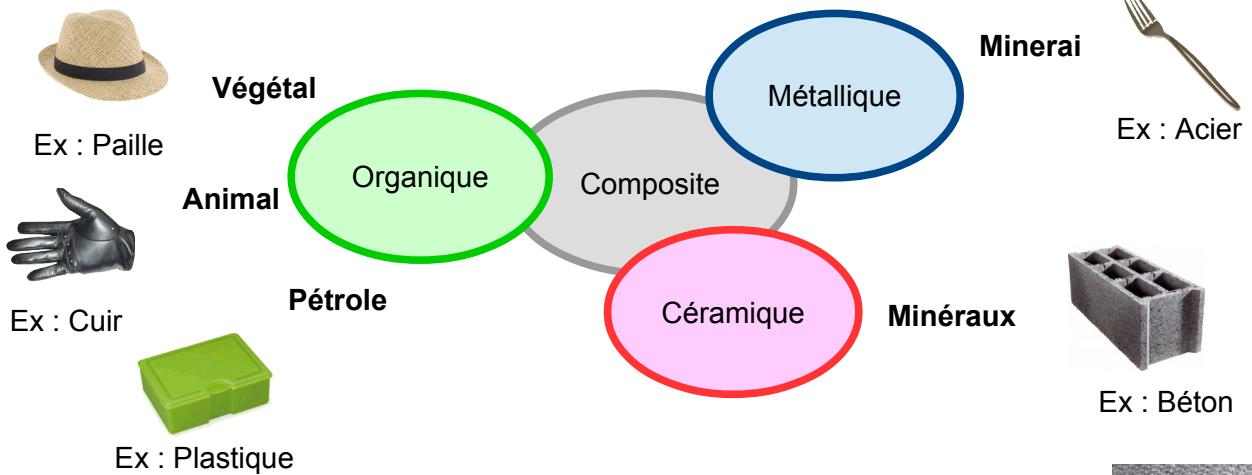 Végétal
Ex : Paille
Animal
Ex : Cuir
Pétrole
Ex : Plastique
Organique
Composite
Métallique
Céramique
Minerai
Ex : Acier
Minéraux
Ex : Béton